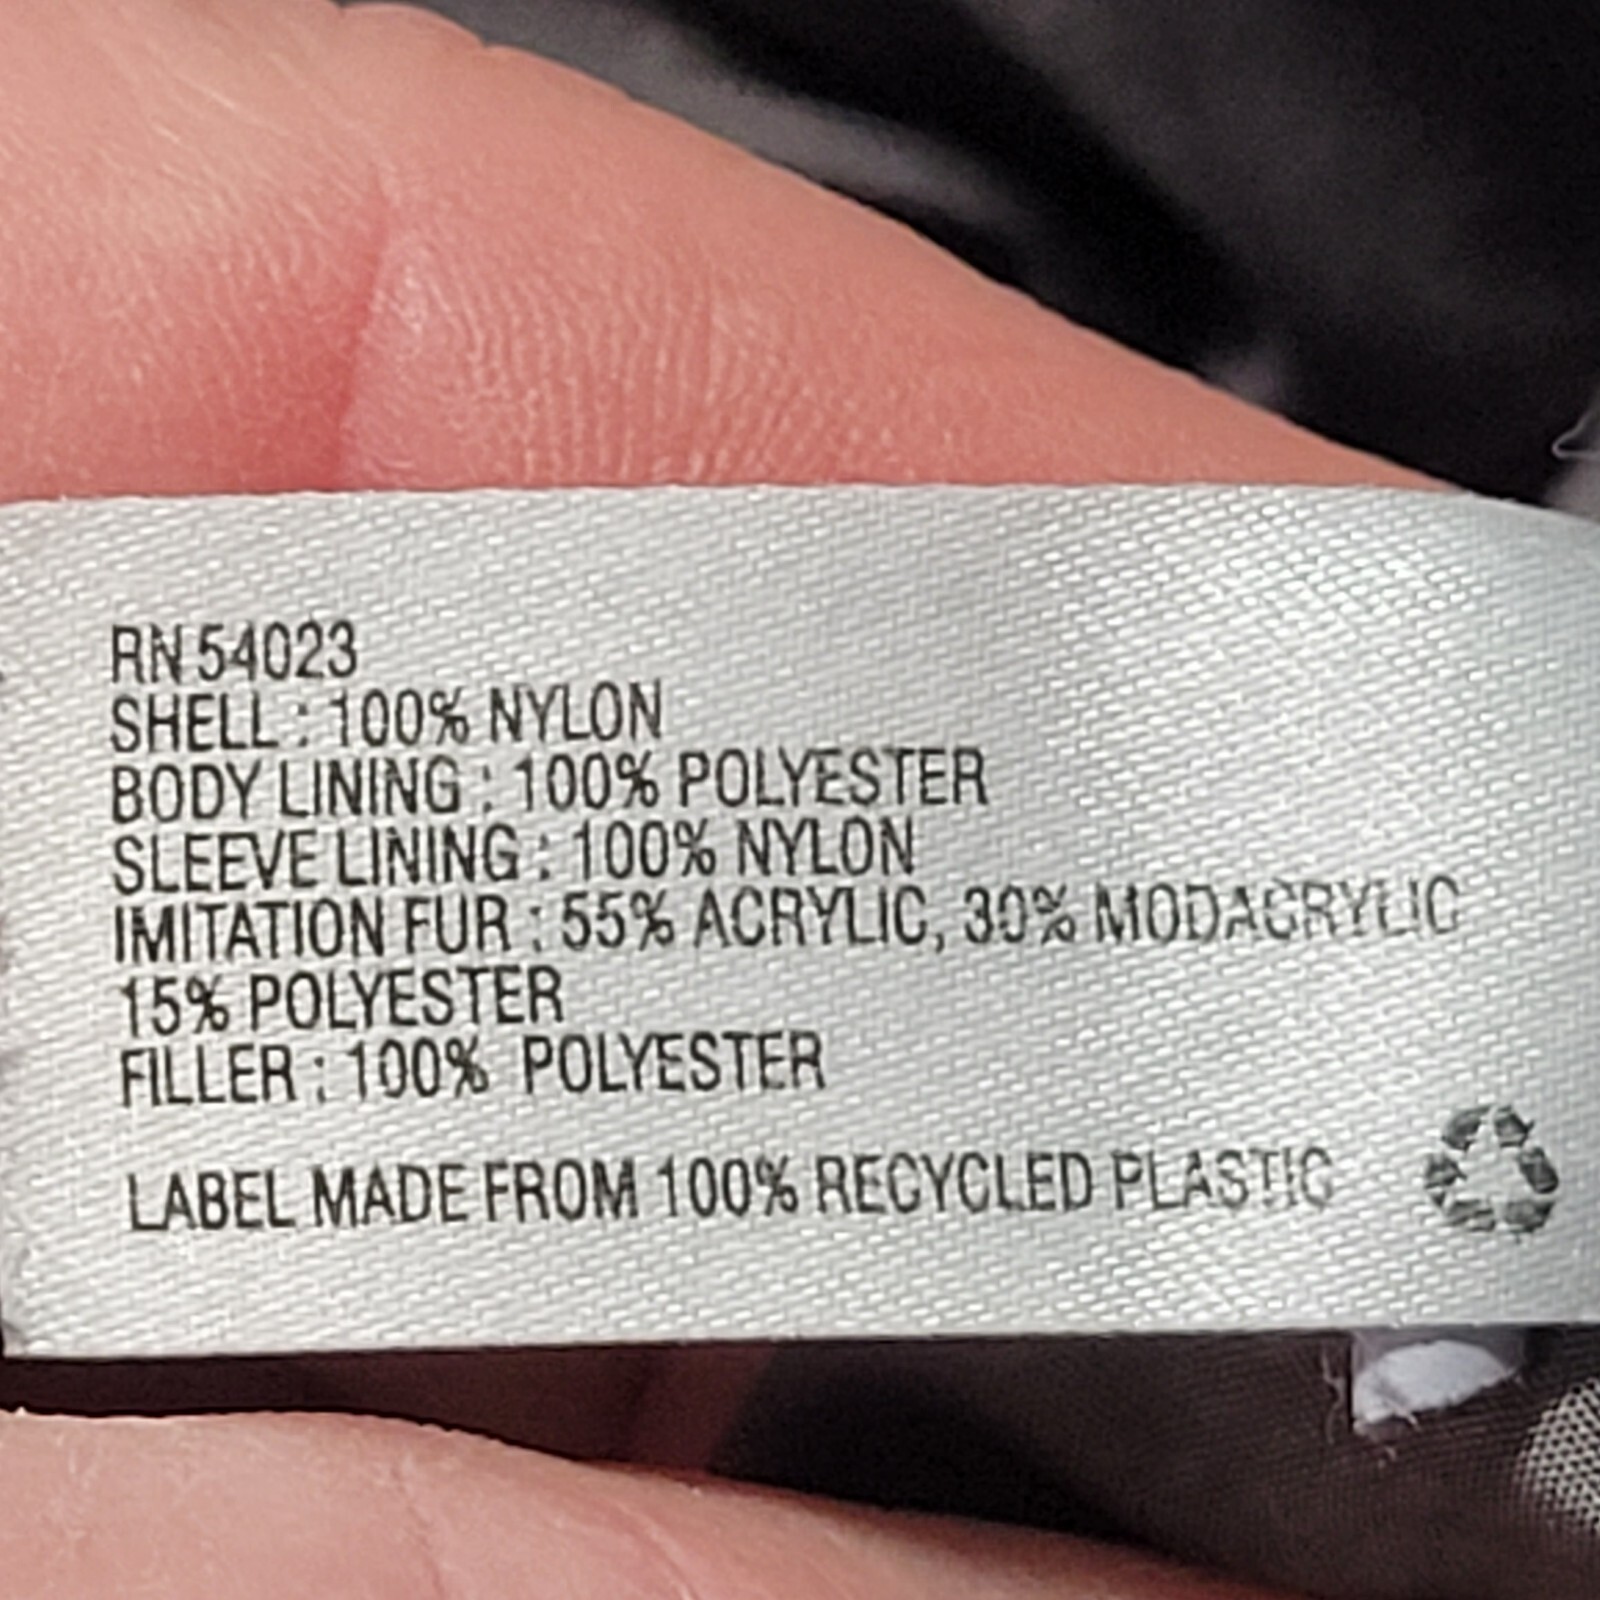 RN 54023
SHELL : 100% NYLON
BODY LINING : 100% POLYESTER
SLEEVE LINING : 100% NYLON
IMITATION FUR : 55% ACRYLIC, 30% MODACRYLIC
15% POLYESTER
FILLER : 100% POLYESTER
LABEL MADE FROM 100% RECYCLED PLASTIC